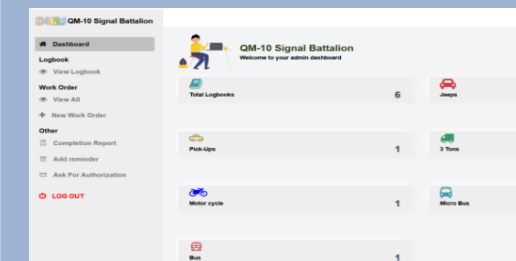 QM-10 Signal Battalion
Dashboard
Logbook
View Logbook
Work Order
View All
New Work Order
Other
Completion Report
Add reminder
Ask For Authorization
LOG OUT
QM-10 Signal Battalion
Welcome to your admin dashboard
Total Logbooks 6
Jeeps
Pick-Ups 1
3 Tons
Motor cycle 1
Micro Bus
Bus 1